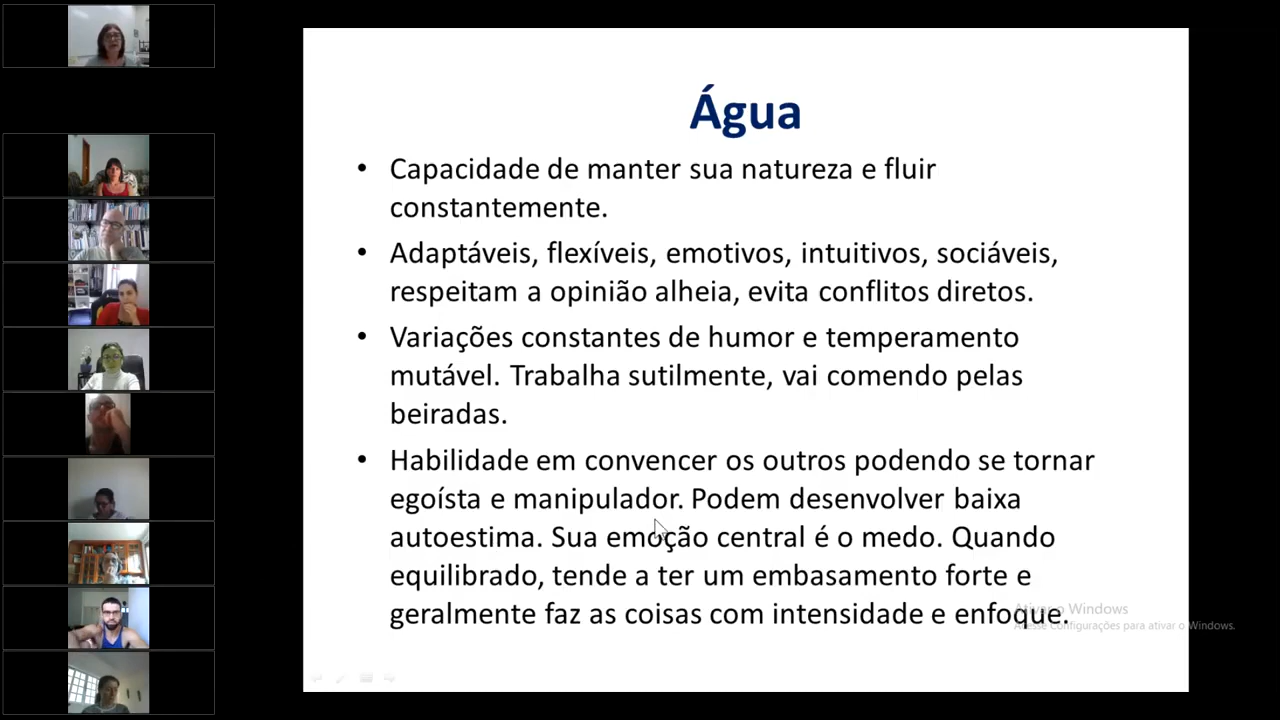 Água
• Capacidade de manter sua natureza e fluir
constantemente.
• Adaptáveis, flexíveis, emotivos, intuitivos, sociáveis,
respeitam a opinião alheia, evita conflitos diretos.
• Variações constantes de humor e temperamento
mutável. Trabalha sutilmente, vai comendo pelas
beiradas.
• Habilidade em convencer os outros podendo se tornar
egoísta e manipulador. Podem desenvolver baixa
autoestima. Sua emoção central é o medo. Quando
equilibrado, tende a ter um embasamento forte e
geralmente faz as coisas com intensidade e enfoque.
Ativar o Windows
Acesse Configurações para ativar o Windows.